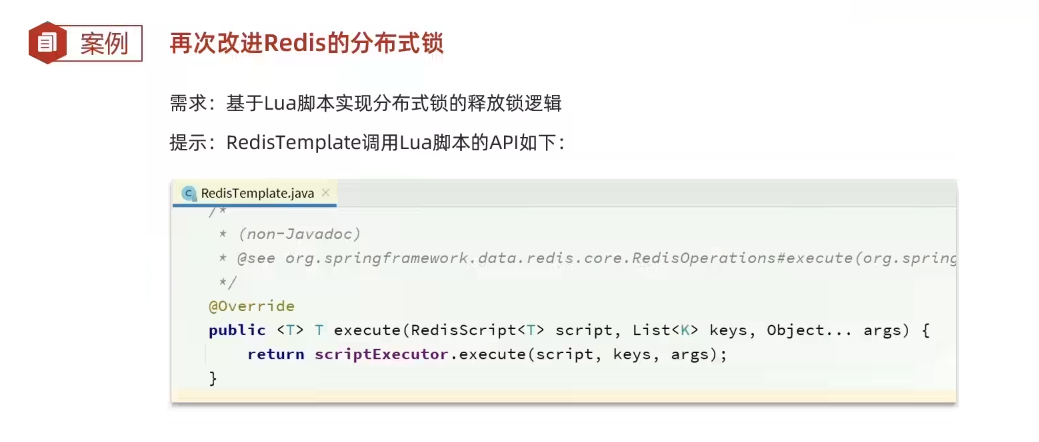 案例
再次改进Redis的分布式锁
需求：基于Lua脚本实现分布式锁的释放锁逻辑
提示：RedisTemplate调用Lua脚本的API如下：
RedisTemplate.java
/*
* (non-Javadoc)
* @see org.springframework.data.redis.core.RedisOperations#execute(org.spring
*/
@Override
public <T> T execute(RedisScript<T> script, List<K> keys, Object... args) {
return scriptExecutor.execute(script, keys, args);
}